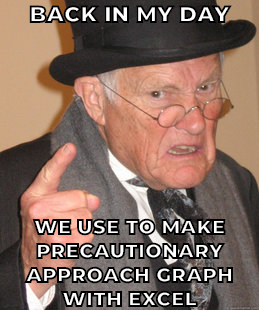 BACK IN MY DAY
WE USE TO MAKE
PRECAUTIONARY
APPROACH GRAPH
WITH EXCEL